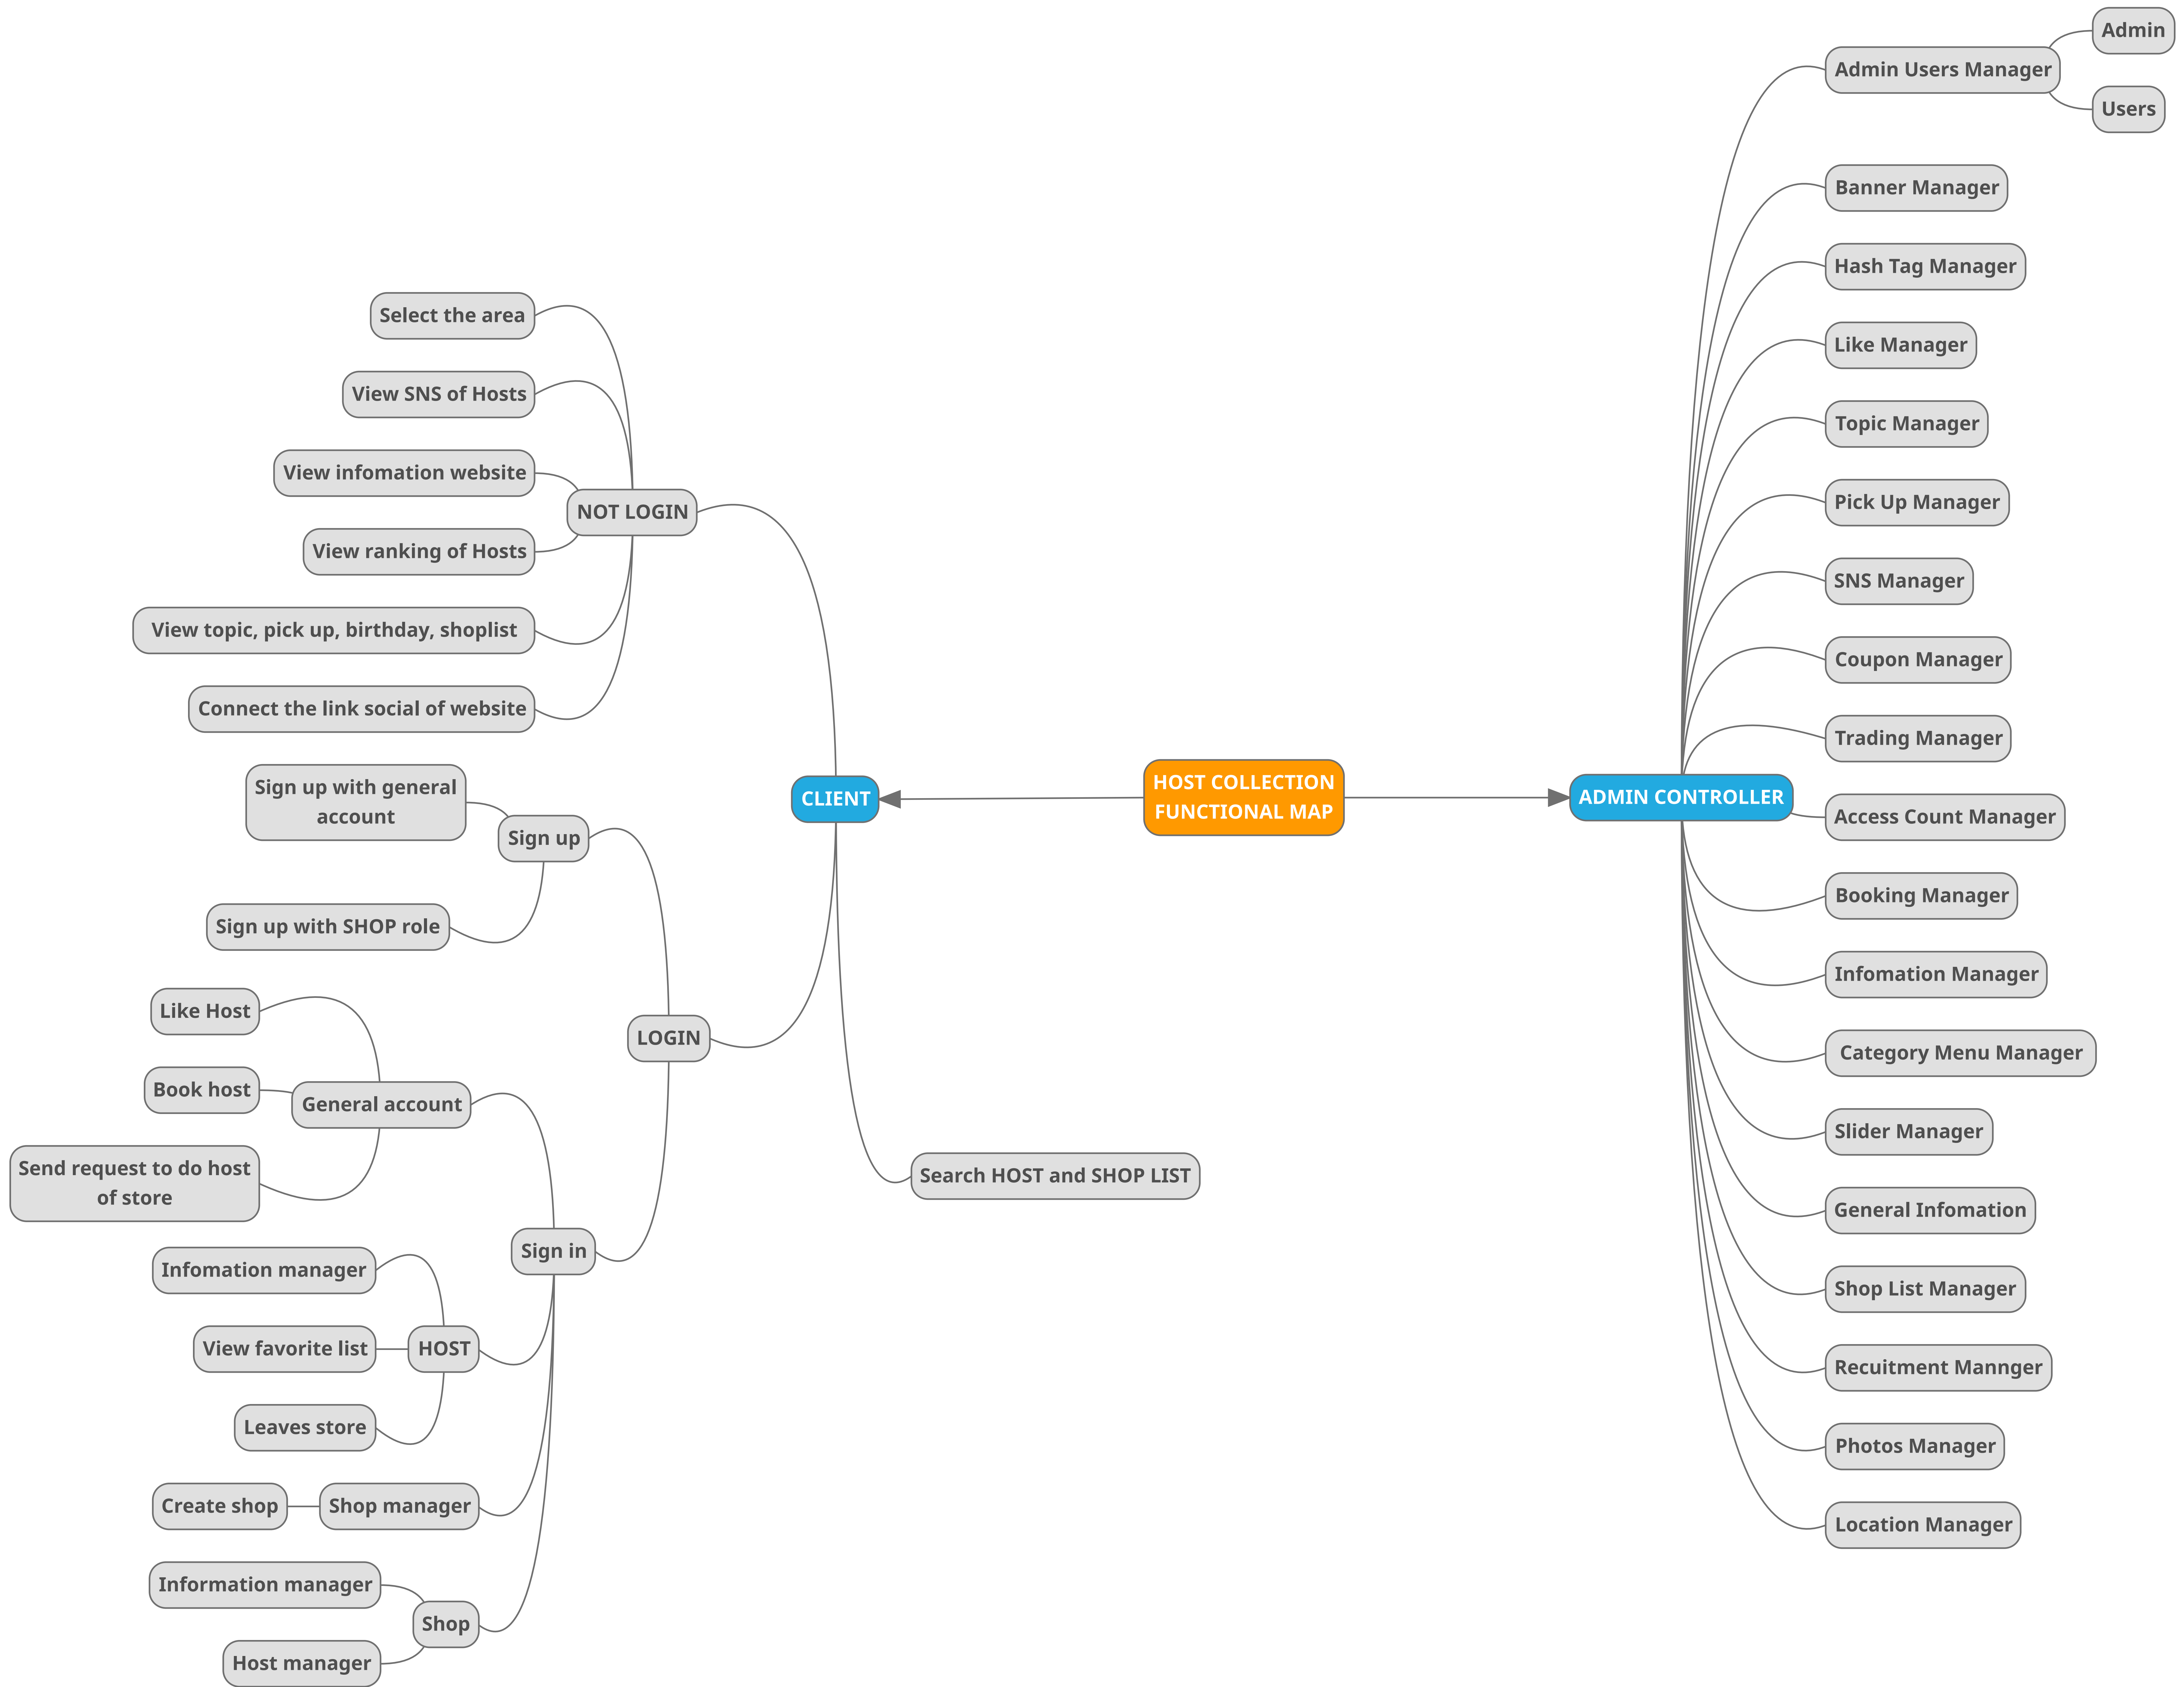 HOST COLLECTION
FUNCTIONAL MAP
CLIENT
NOT LOGIN
Select the area
View SNS of Hosts
View infomation website
View ranking of Hosts
View topic, pick up, birthday, shoplist
Connect the link social of website
LOGIN
Sign up
Sign up with general
account
Sign up with SHOP role
Sign in
General account
Like Host
Book host
Send request to do host
of store
HOST
Infomation manager
View favorite list
Leaves store
Shop manager
Create shop
Shop
Information manager
Host manager
Search HOST and SHOP LIST
ADMIN CONTROLLER
Admin Users Manager
Admin
Users
Banner Manager
Hash Tag Manager
Like Manager
Topic Manager
Pick Up Manager
SNS Manager
Coupon Manager
Trading Manager
Access Count Manager
Booking Manager
Infomation Manager
Category Menu Manager
Slider Manager
General Infomation
Shop List Manager
Recuitment Mannger
Photos Manager
Location Manager